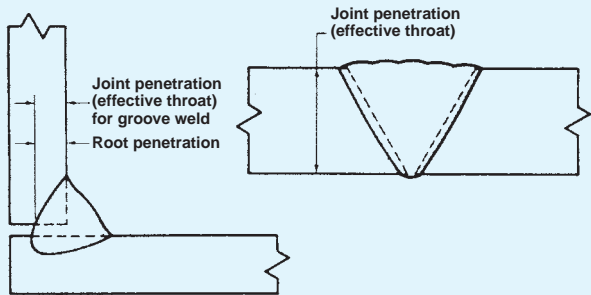 Joint penetration
(effective throat)
for groove weld
Root penetration
Joint penetration
(effective throat)